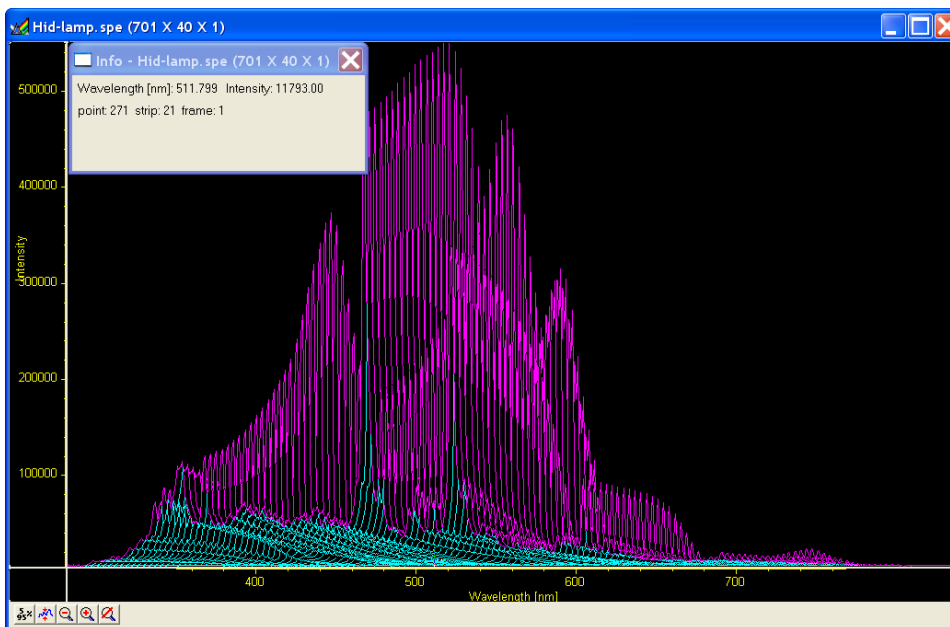 Hid-lamp.spe (701 X 40 X 1)
Info - Hid-lamp.spe (701 X 40 X 1)
Wavelength [nm]: 511.799 Intensity: 11793.00
point: 271 strip: 21 frame: 1
500000
400000
Intensity
300000
200000
100000
400
500
600
700
Wavelength [nm]
5 %
95%